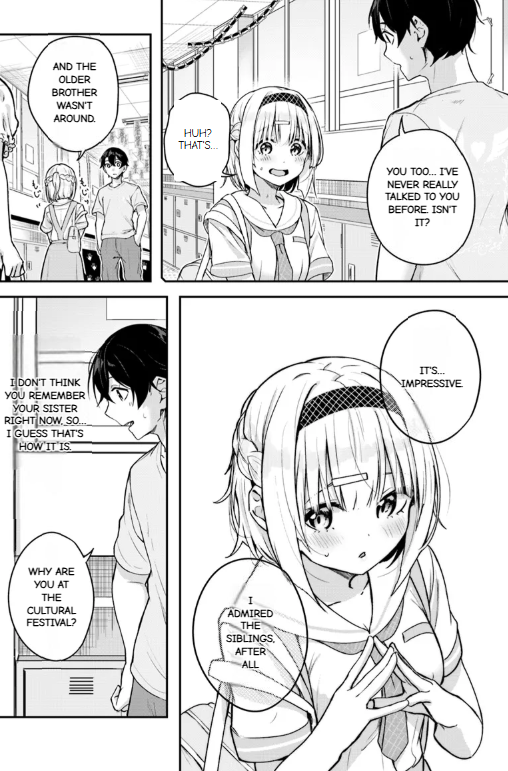 YOU TOO... I'VE
NEVER REALLY
TALKED TO YOU
BEFORE. ISN'T
IT?
HUH?
THAT'S...
AND THE
OLDER
BROTHER
WASN'T
AROUND.
IT'S...
IMPRESSIVE.
I
ADMIRED
THE
SIBLINGS,
AFTER
ALL
I DON'T THINK
YOU REMEMBER
YOUR SISTER
RIGHT NOW, SO...
I GUESS THAT'S
HOW IT IS.
WHY ARE
YOU AT
THE
CULTURAL
FESTIVAL?